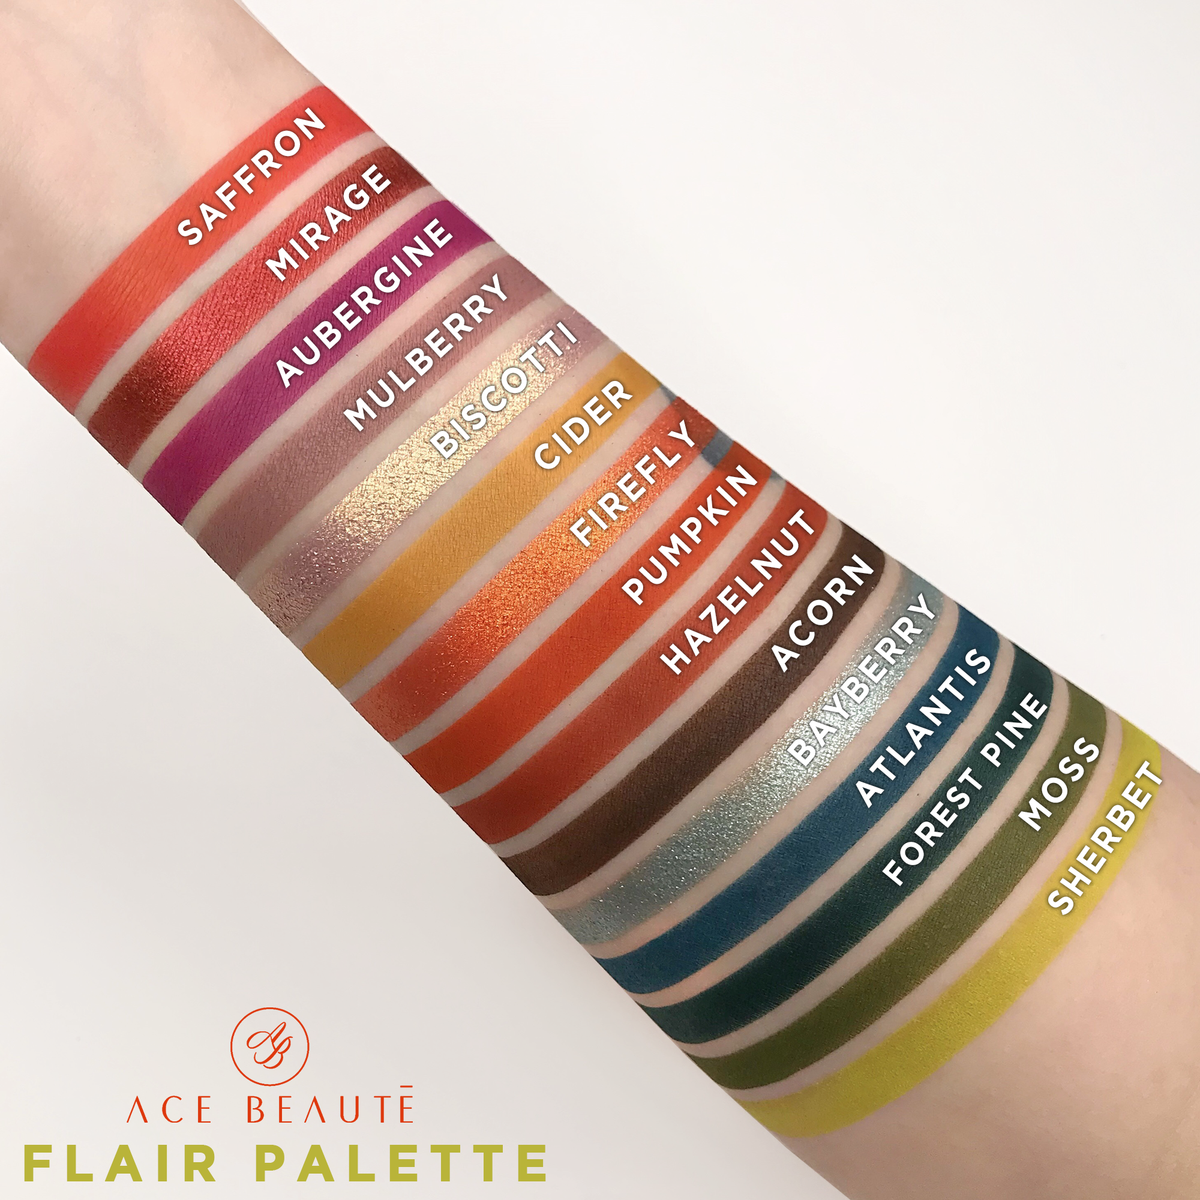 SAFFRON
MIRAGE
AUBERGINE
MULBERRY
BISCOTTI
CIDER
FIREFLY
PUMPKIN
HAZELNUT
ACORN
BAYBERRY
ATLANTIS
FOREST PINE
MOSS
SHERBET
AB
ACE BEAUTĒ
FLAIR PALETTE